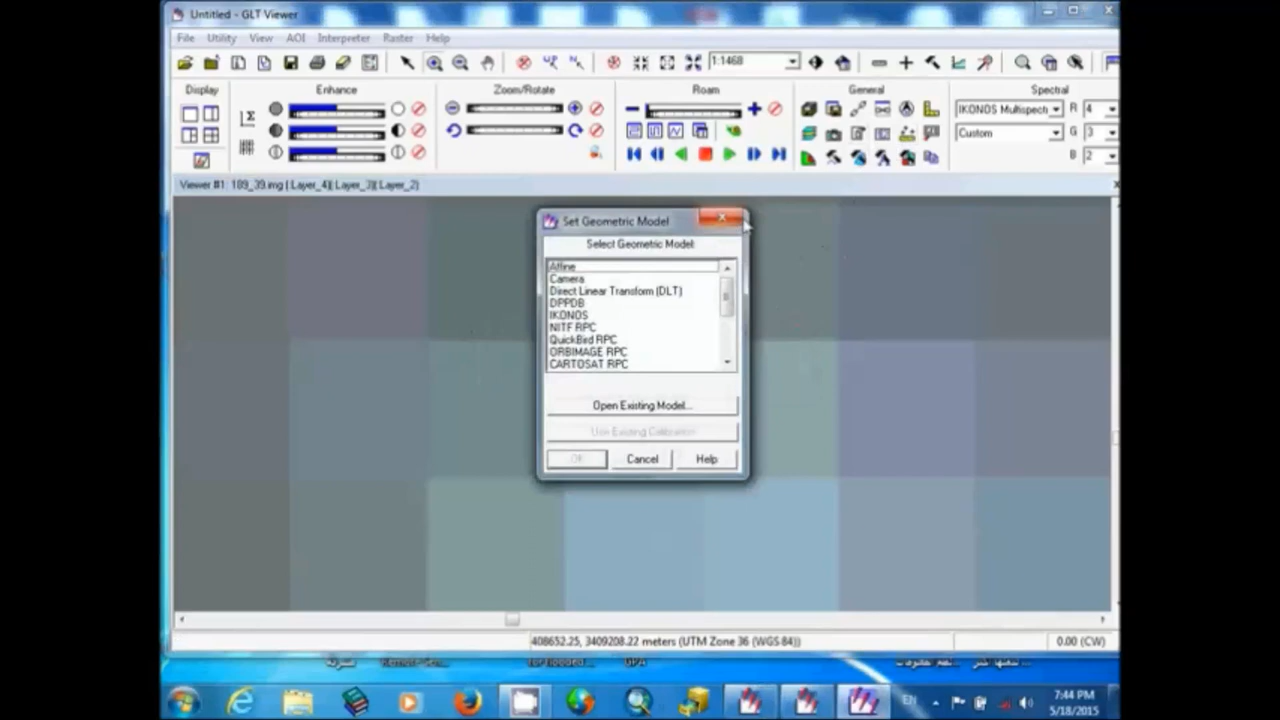 Untitled - GLT Viewer
File Utility View AOI Interpreter Raster Help
1:1468
Display Enhance Zoom/Rotate Roam General Spectral
IKONOS Multispectr R 4
Custom G 3
B 2
Viewer #1: 189_39.img (:Layer_4)(:Layer_3)(:Layer_2)
Set Geometric Model
Select Geometric Model:
Affine
Camera
Direct Linear Transform (DLT)
DPPDB
IKONOS
NITF RPC
QuickBird RPC
ORBIMAGE RPC
CARTOSAT RPC
Open Existing Model...
Use Existing Calibration
OK Cancel Help
408652.25, 3409208.22 meters (UTM Zone 36 (WGS 84)) 0.00 (CW)
EN
7:44 PM
5/18/2015